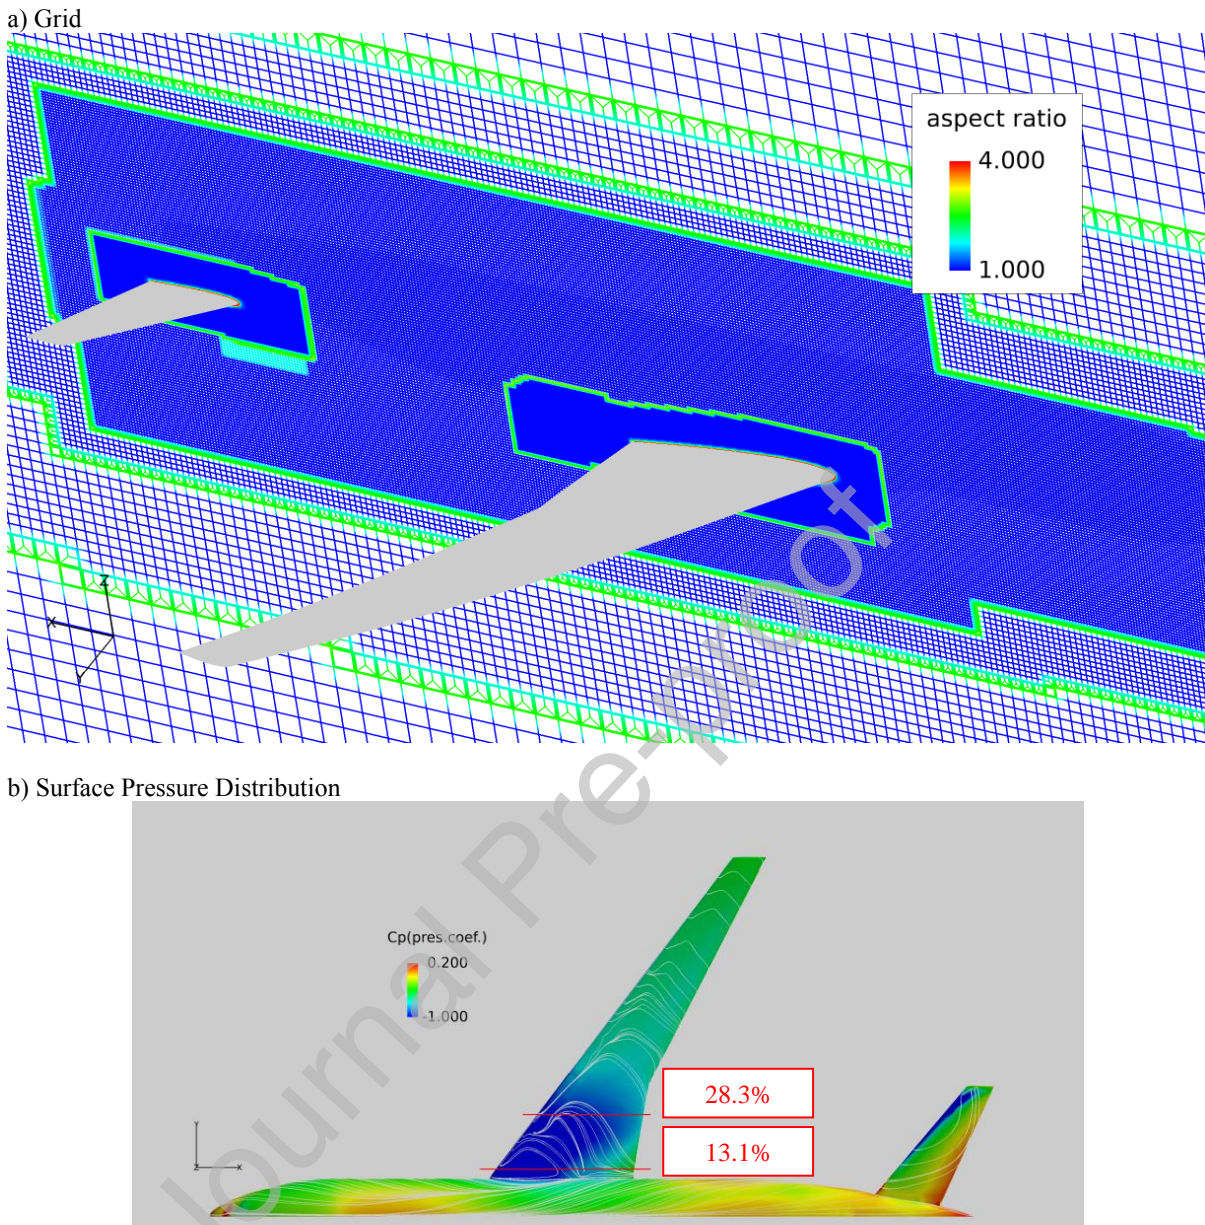 a) Grid
aspect ratio
4.000
1.000
Z
X
Y
b) Surface Pressure Distribution
Cp(pres.coef.)
0.200
-1.000
28.3%
13.1%
Y
Z
X
Journal Pre-proof